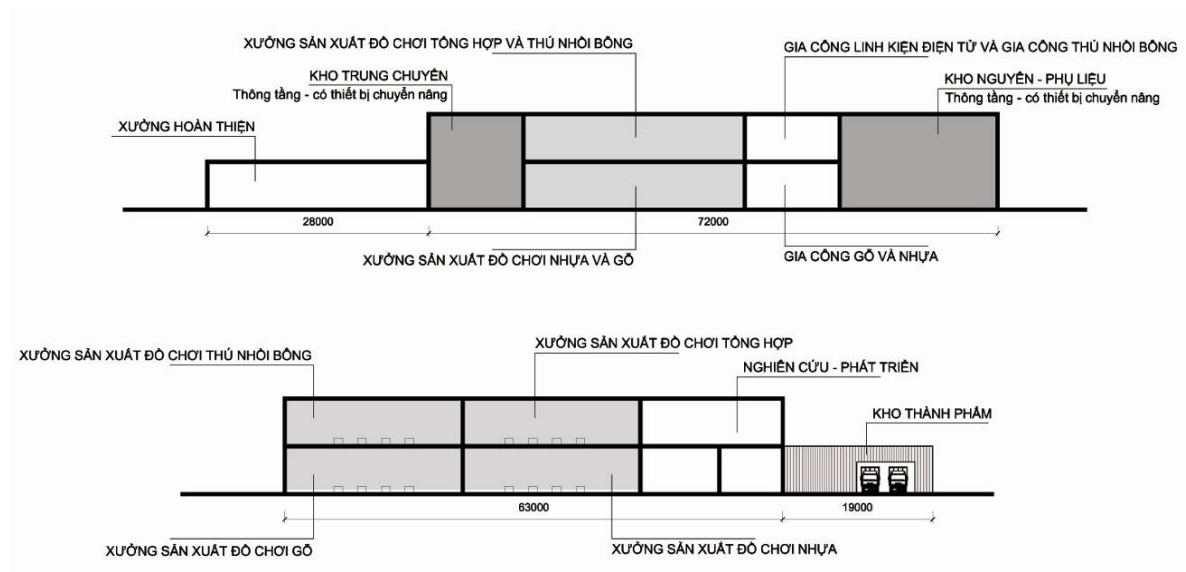 XƯỞNG SẢN XUẤT ĐỒ CHƠI TỔNG HỢP VÀ THÚ NHỒI BÔNG
GIA CÔNG LINH KIỆN ĐIỆN TỬ VÀ GIA CÔNG THÚ NHỒI BÔNG
KHO TRUNG CHUYỂN
Thông tầng - có thiết bị chuyển nâng
KHO NGUYÊN - PHỤ LIỆU
Thông tầng - có thiết bị chuyển nâng
XƯỞNG HOÀN THIỆN
28000
72000
XƯỞNG SẢN XUẤT ĐỒ CHƠI NHỰA VÀ GỖ
GIA CÔNG GỖ VÀ NHỰA
XƯỞNG SẢN XUẤT ĐỒ CHƠI THÚ NHỒI BÔNG
XƯỞNG SẢN XUẤT ĐỒ CHƠI TỔNG HỢP
NGHIÊN CỨU - PHÁT TRIỂN
KHO THÀNH PHẨM
63000
19000
XƯỞNG SẢN XUẤT ĐỒ CHƠI GỖ
XƯỞNG SẢN XUẤT ĐỒ CHƠI NHỰA